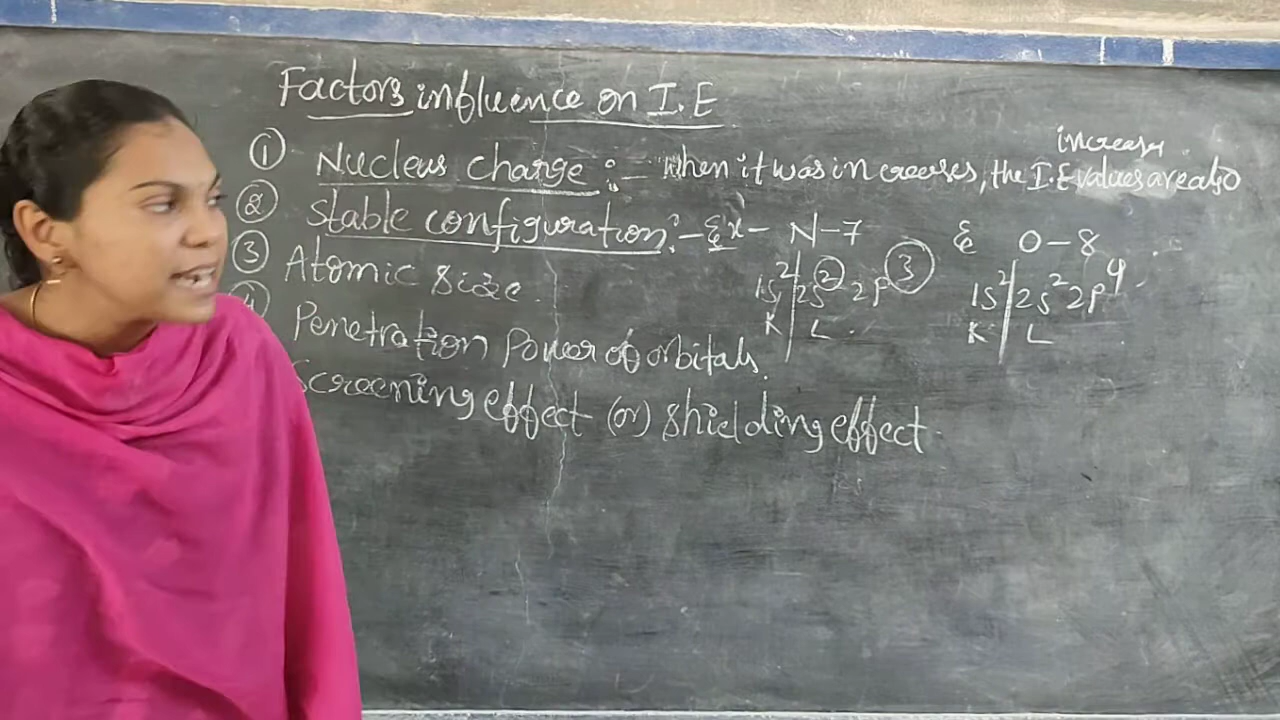 Factors influence on I.E
① Nucleus charge :- when it was increases, the I.E values are also increases.
② Stable configuration :- Ex - N-7 & O-8
1s² 2s² 2p³ 1s² 2s² 2p⁴
K L K L
③ Atomic size.
④ Penetration Power of orbitals.
Screening effect (or) Shielding effect.